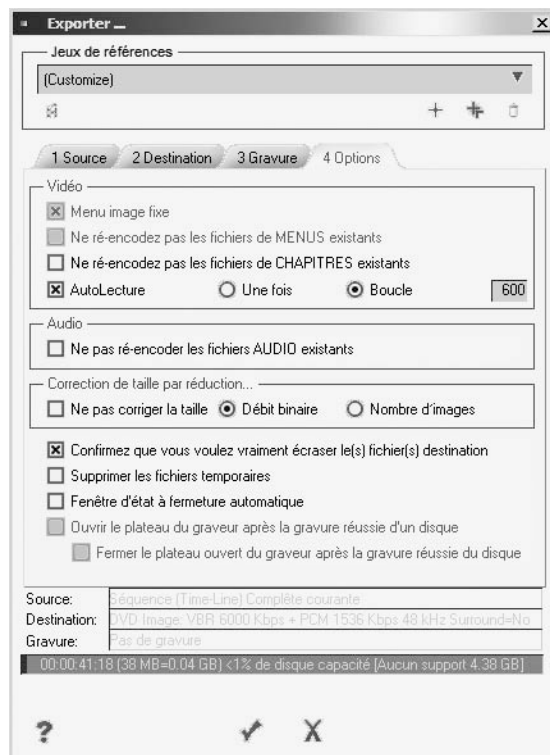 Exporter ...
Jeux de références
(Customize)
1 Source 2 Destination 3 Gravure 4 Options
Vidéo
Menu image fixe
Ne ré-encodez pas les fichiers de MENUS existants
Ne ré-encodez pas les fichiers de CHAPITRES existants
AutoLecture Une fois Boucle 600
Audio
Ne pas ré-encoder les fichiers AUDIO existants
Correction de taille par réduction...
Ne pas corriger la taille Débit binaire Nombre d'images
Confirmez que vous voulez vraiment écraser le(s) fichier(s) destination
Supprimer les fichiers temporaires
Fenêtre d'état à fermeture automatique
Ouvrir le plateau du graveur après la gravure réussie d'un disque
Fermer le plateau ouvert du graveur après la gravure réussie du disque
Source: Séquence (Time-Line) Complète courante
Destination: DVD Image: VBR 6000 Kbps + PCM 1536 Kbps 48 kHz Surround=No
Gravure: Pas de gravure
00:00:41:18 (38 MB=0.04 GB) <1% de disque capacité [Aucun support 4.38 GB]
?